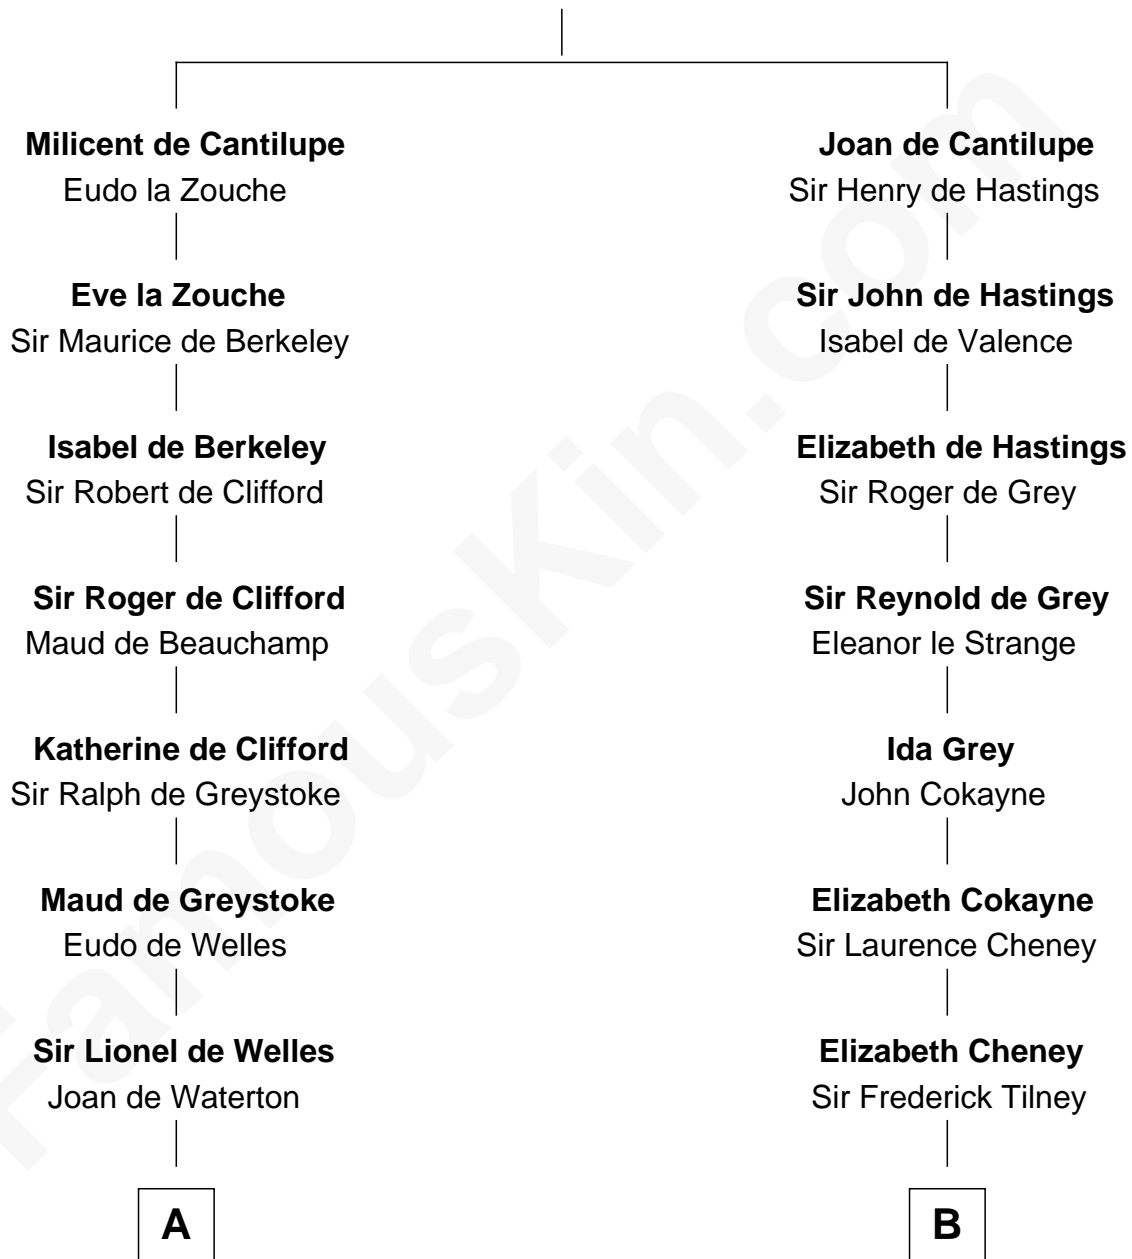 Milicent de Cantilupe
Eudo la Zouche
Eve la Zouche
Sir Maurice de Berkeley
Isabel de Berkeley
Sir Robert de Clifford
Sir Roger de Clifford
Maud de Beauchamp
Katherine de Clifford
Sir Ralph de Greystoke
Maud de Greystoke
Eudo de Welles
Sir Lionel de Welles
Joan de Waterton
A
Joan de Cantilupe
Sir Henry de Hastings
Sir John de Hastings
Isabel de Valence
Elizabeth de Hastings
Sir Roger de Grey
Sir Reynold de Grey
Eleanor le Strange
Ida Grey
John Cokayne
Elizabeth Cokayne
Sir Laurence Cheney
Elizabeth Cheney
Sir Frederick Tilney
B
FamousKin.com